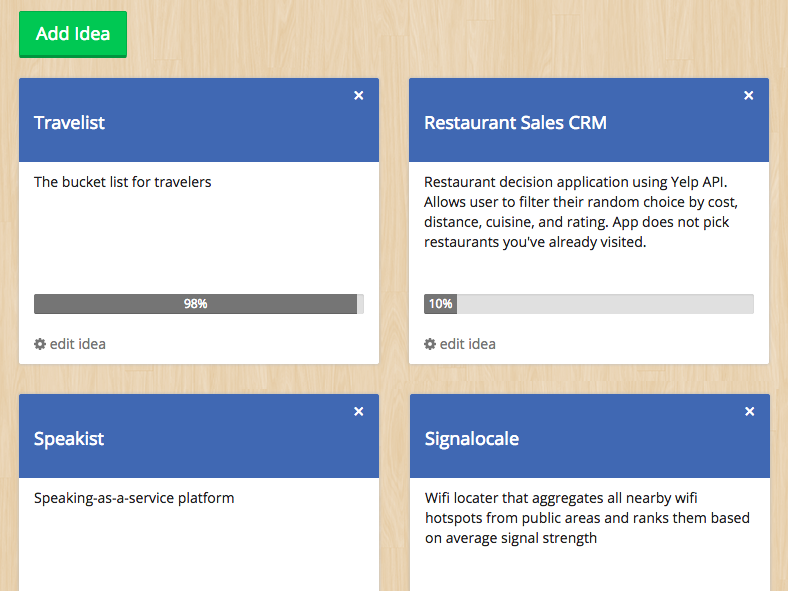 Add Idea
×
Travelist
The bucket list for travelers
98%
edit idea
×
Restaurant Sales CRM
Restaurant decision application using Yelp API.
Allows user to filter their random choice by cost,
distance, cuisine, and rating. App does not pick
restaurants you've already visited.
10%
edit idea
×
Speakist
Speaking-as-a-service platform
×
Signalocale
Wifi locater that aggregates all nearby wifi
hotspots from public areas and ranks them based
on average signal strength